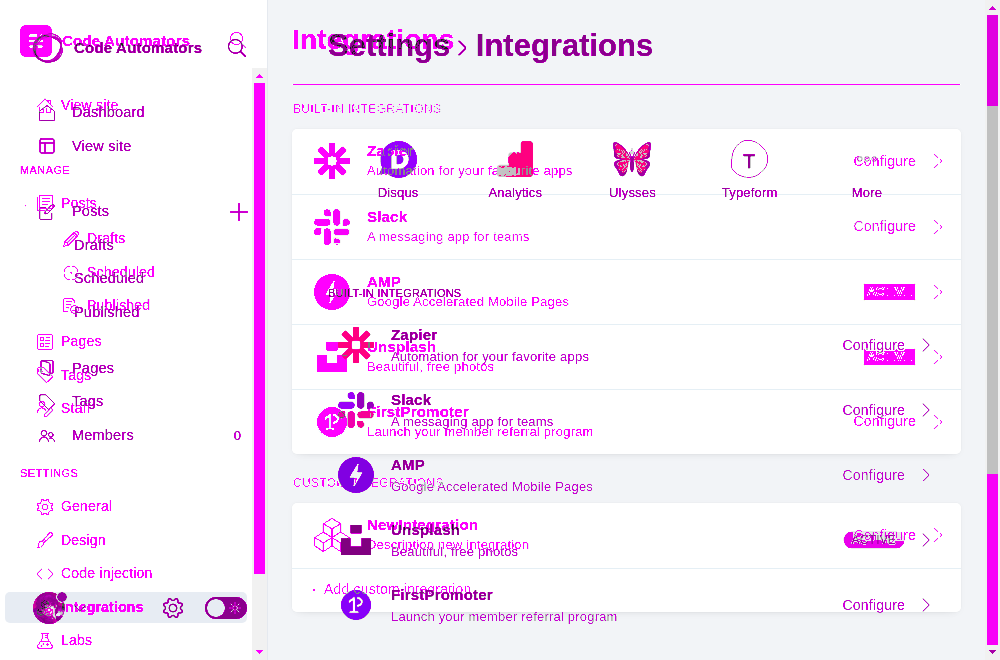 Code Automators
Code Automators
Integrations
Settings › Integrations
View site
Dashboard
View site
MANAGE
Posts
Posts
Drafts
Drafts
Scheduled
Scheduled
Published
Published
Pages
Pages
Tags
Tags
Staff
Members 0
SETTINGS
General
Design
Code injection
Integrations
Labs
BUILT-IN INTEGRATIONS
Zapier
Automation for your favourite apps
Configure
Disqus
Analytics
Ulysses
Typeform
More
Slack
A messaging app for teams
Configure
AMP
Google Accelerated Mobile Pages
BUILT-IN INTEGRATIONS
Zapier
Automation for your favorite apps
Configure
Unsplash
Beautiful, free photos
Slack
A messaging app for teams
Configure
FirstPromoter
Launch your member referral program
Configure
AMP
Google Accelerated Mobile Pages
Configure
CUSTOM INTEGRATIONS
New Integration
Description new integration
Configure
Unsplash
Beautiful, free photos
Add custom integration
FirstPromoter
Launch your member referral program
Configure